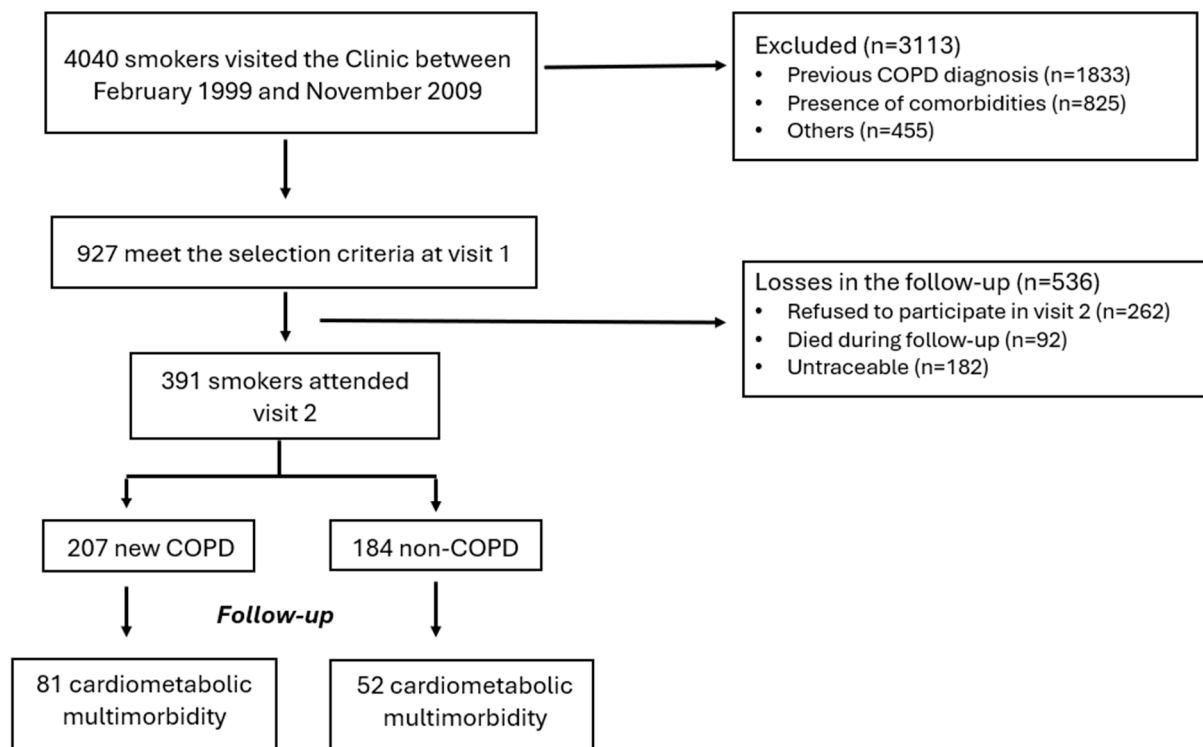 4040 smokers visited the Clinic between
February 1999 and November 2009
Excluded (n=3113)
• Previous COPD diagnosis (n=1833)
• Presence of comorbidities (n=825)
• Others (n=455)
927 meet the selection criteria at visit 1
Losses in the follow-up (n=536)
• Refused to participate in visit 2 (n=262)
• Died during follow-up (n=92)
• Untraceable (n=182)
391 smokers attended
visit 2
207 new COPD
184 non-COPD
Follow-up
81 cardiometabolic
multimorbidity
52 cardiometabolic
multimorbidity